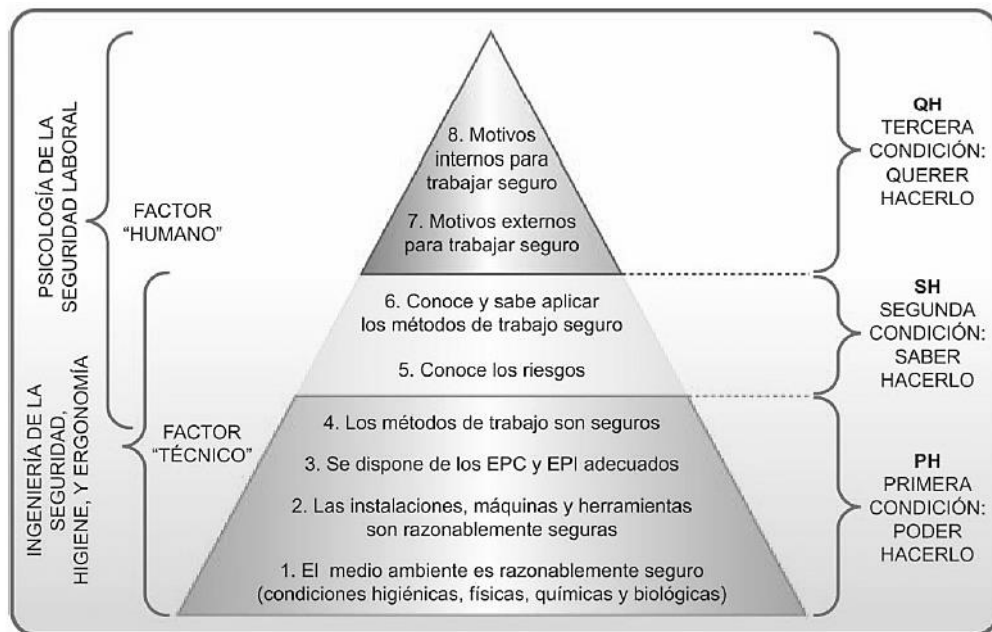 PSICOLOGÍA DE LA
SEGURIDAD LABORAL
FACTOR
“HUMANO”
INGENIERÍA DE LA
SEGURIDAD,
HIGIENE, Y ERGONOMÍA
FACTOR
“TÉCNICO”
8. Motivos
internos para
trabajar seguro
7. Motivos externos
para trabajar seguro
6. Conoce y sabe aplicar
los métodos de trabajo seguro
5. Conoce los riesgos
4. Los métodos de trabajo son seguros
3. Se dispone de los EPC y EPI adecuados
2. Las instalaciones, máquinas y herramientas
son razonablemente seguras
1. El medio ambiente es razonablemente seguro
(condiciones higiénicas, físicas, químicas y biológicas)
QH
TERCERA
CONDICIÓN:
QUERER
HACERLO
SH
SEGUNDA
CONDICIÓN:
SABER
HACERLO
PH
PRIMERA
CONDICIÓN:
PODER
HACERLO